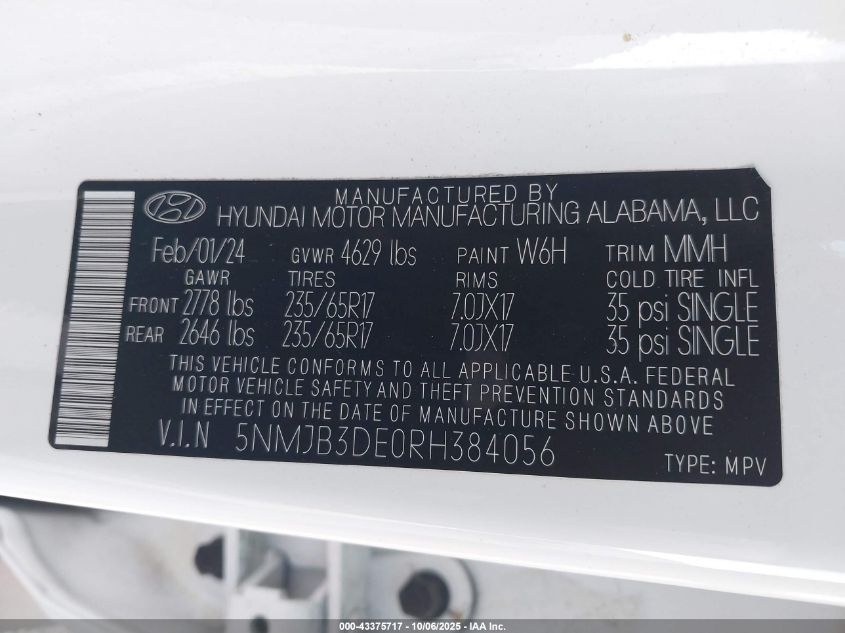 MANUFACTURED BY
HYUNDAI MOTOR MANUFACTURING ALABAMA, LLC
Feb/01/24 GVWR 4629 lbs PAINT W6H TRIM MMH
GAWR TIRES RIMS COLD TIRE INFL
FRONT 2778 lbs 235/65R17 7.0JX17 35 psi SINGLE
REAR 2646 lbs 235/65R17 7.0JX17 35 psi SINGLE
THIS VEHICLE CONFORMS TO ALL APPLICABLE U.S.A. FEDERAL
MOTOR VEHICLE SAFETY AND THEFT PREVENTION STANDARDS
IN EFFECT ON THE DATE OF MANUFACTURE SHOWN ABOVE
V.I.N 5NMJB3DE0RH384056
TYPE: MPV
000-43375717 - 10/06/2025 - IAA Inc.